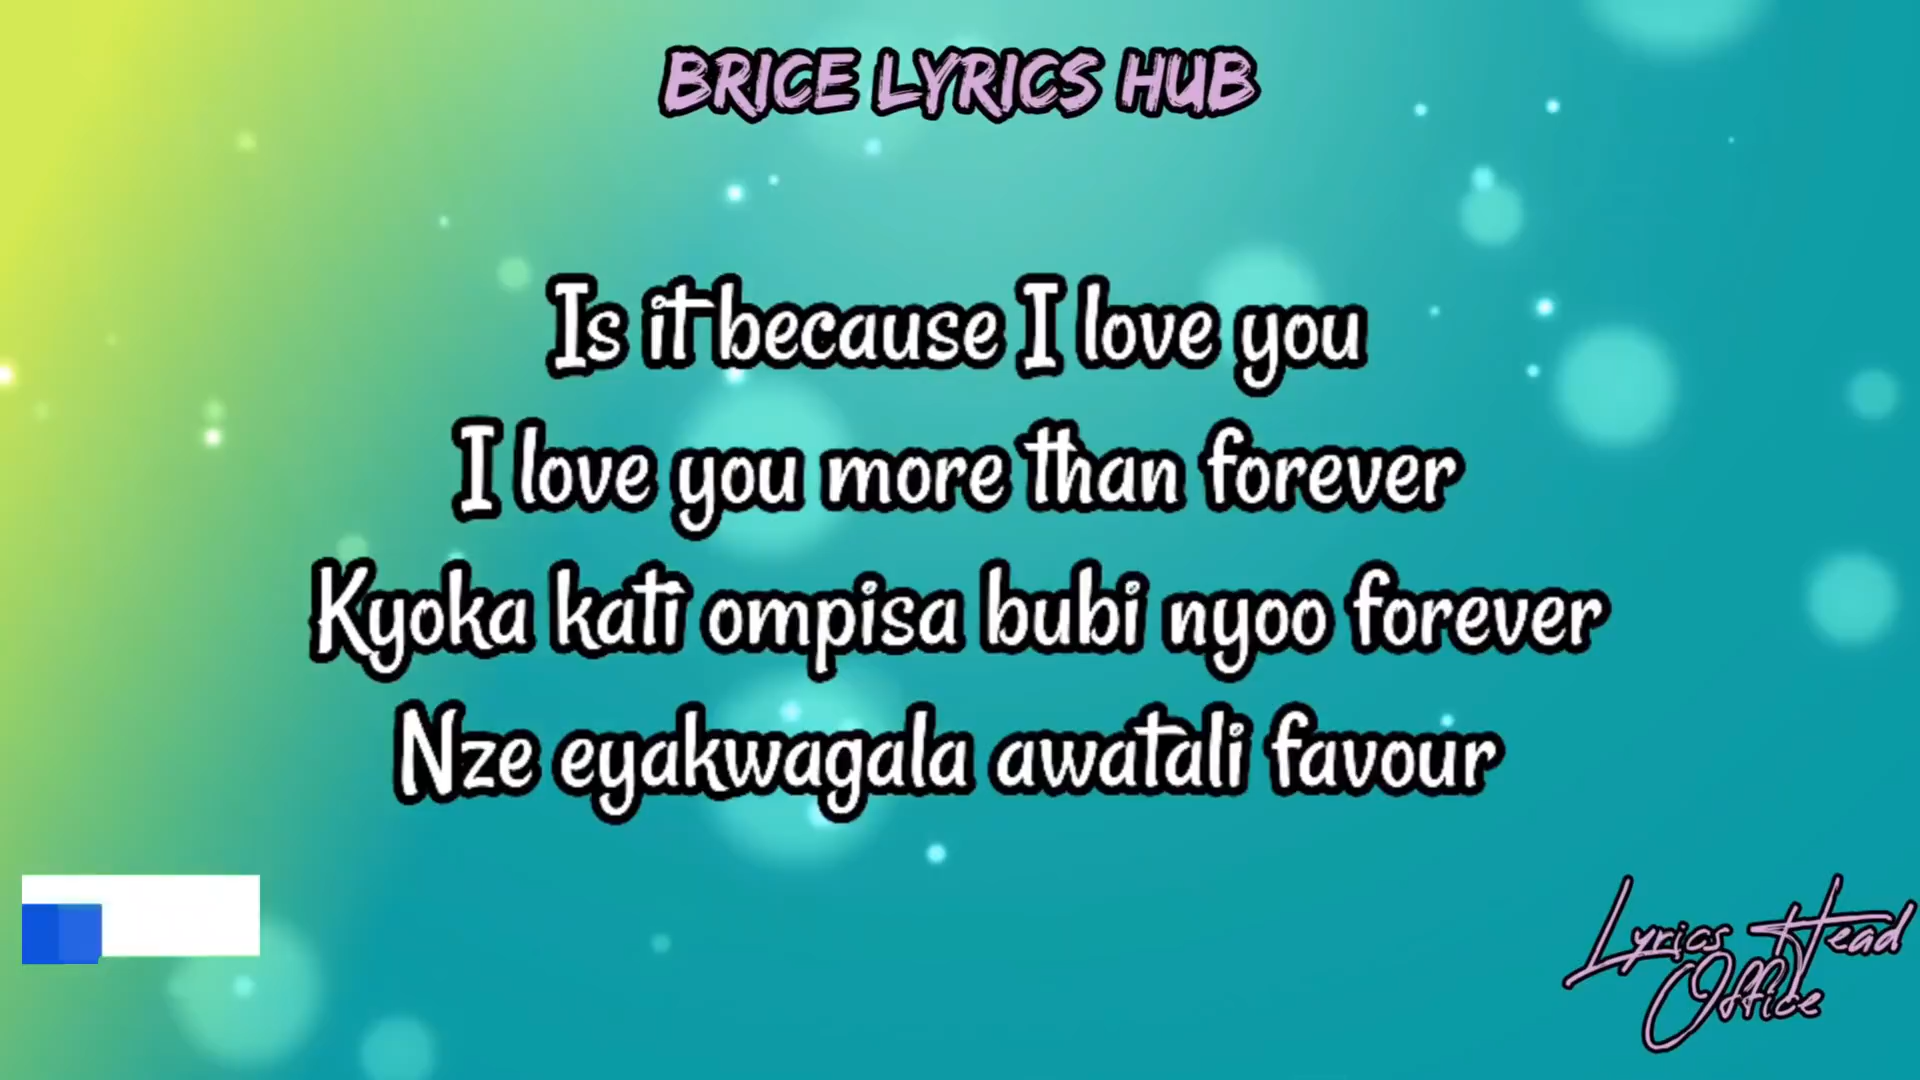 BRICE LYRICS HUB
Is it because I love you
I love you more than forever
Kyoka kati ompisa bubi nyoo forever
Nze eyakwagala awatali favour
Lyrics Head
Office